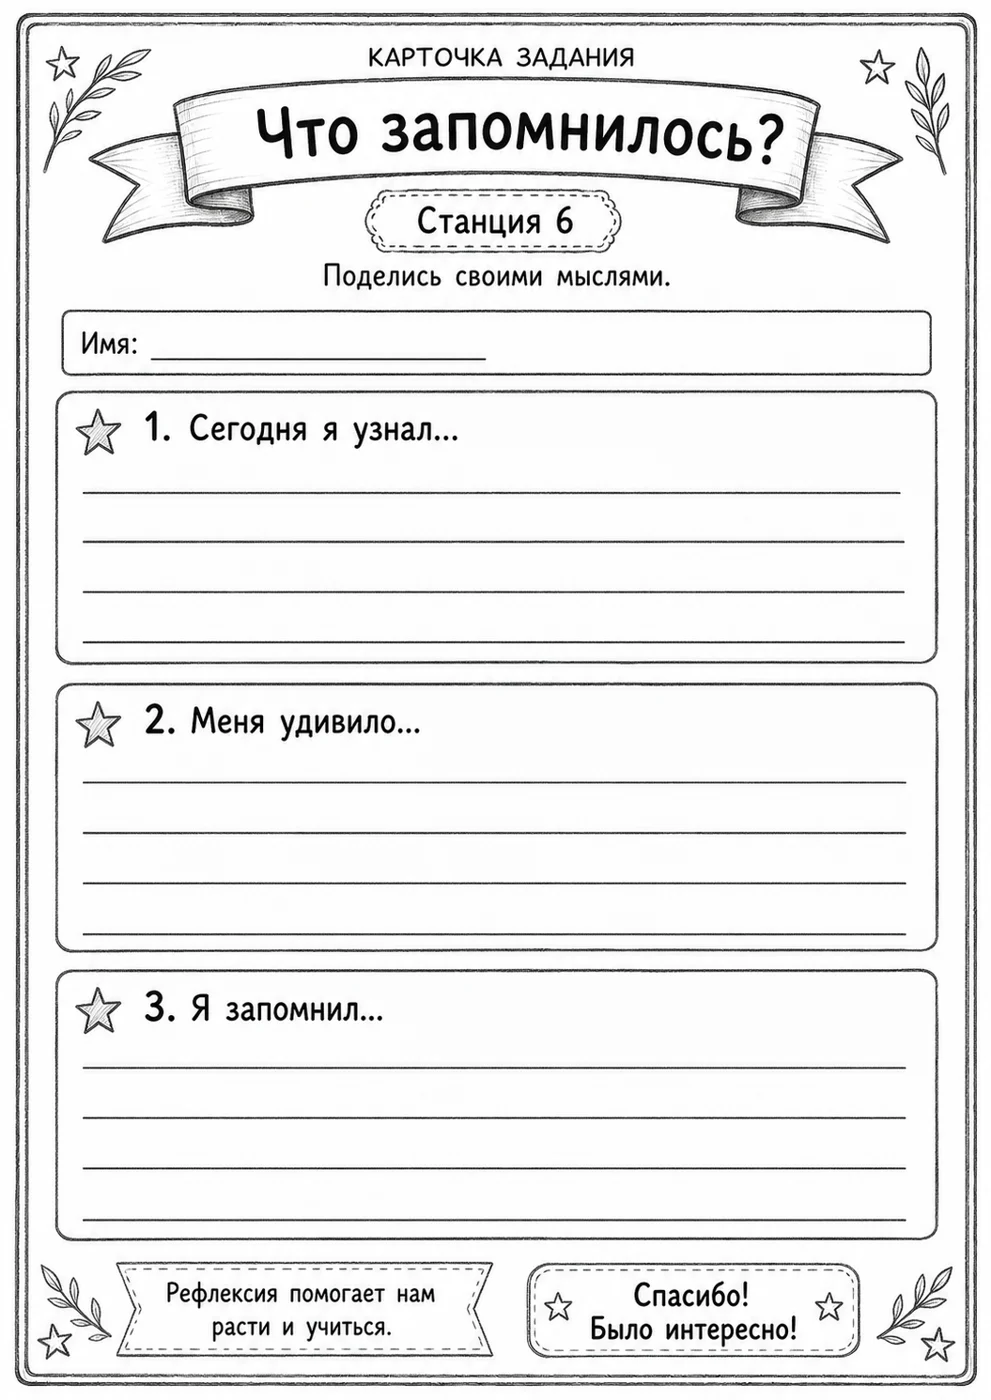 КАРТОЧКА ЗАДАНИЯ
Что запомнилось?
Станция 6
Поделись своими мыслями.
Имя:
1. Сегодня я узнал...
2. Меня удивило...
3. Я запомнил...
Рефлексия помогает нам
расти и учиться.
Спасибо!
Было интересно!